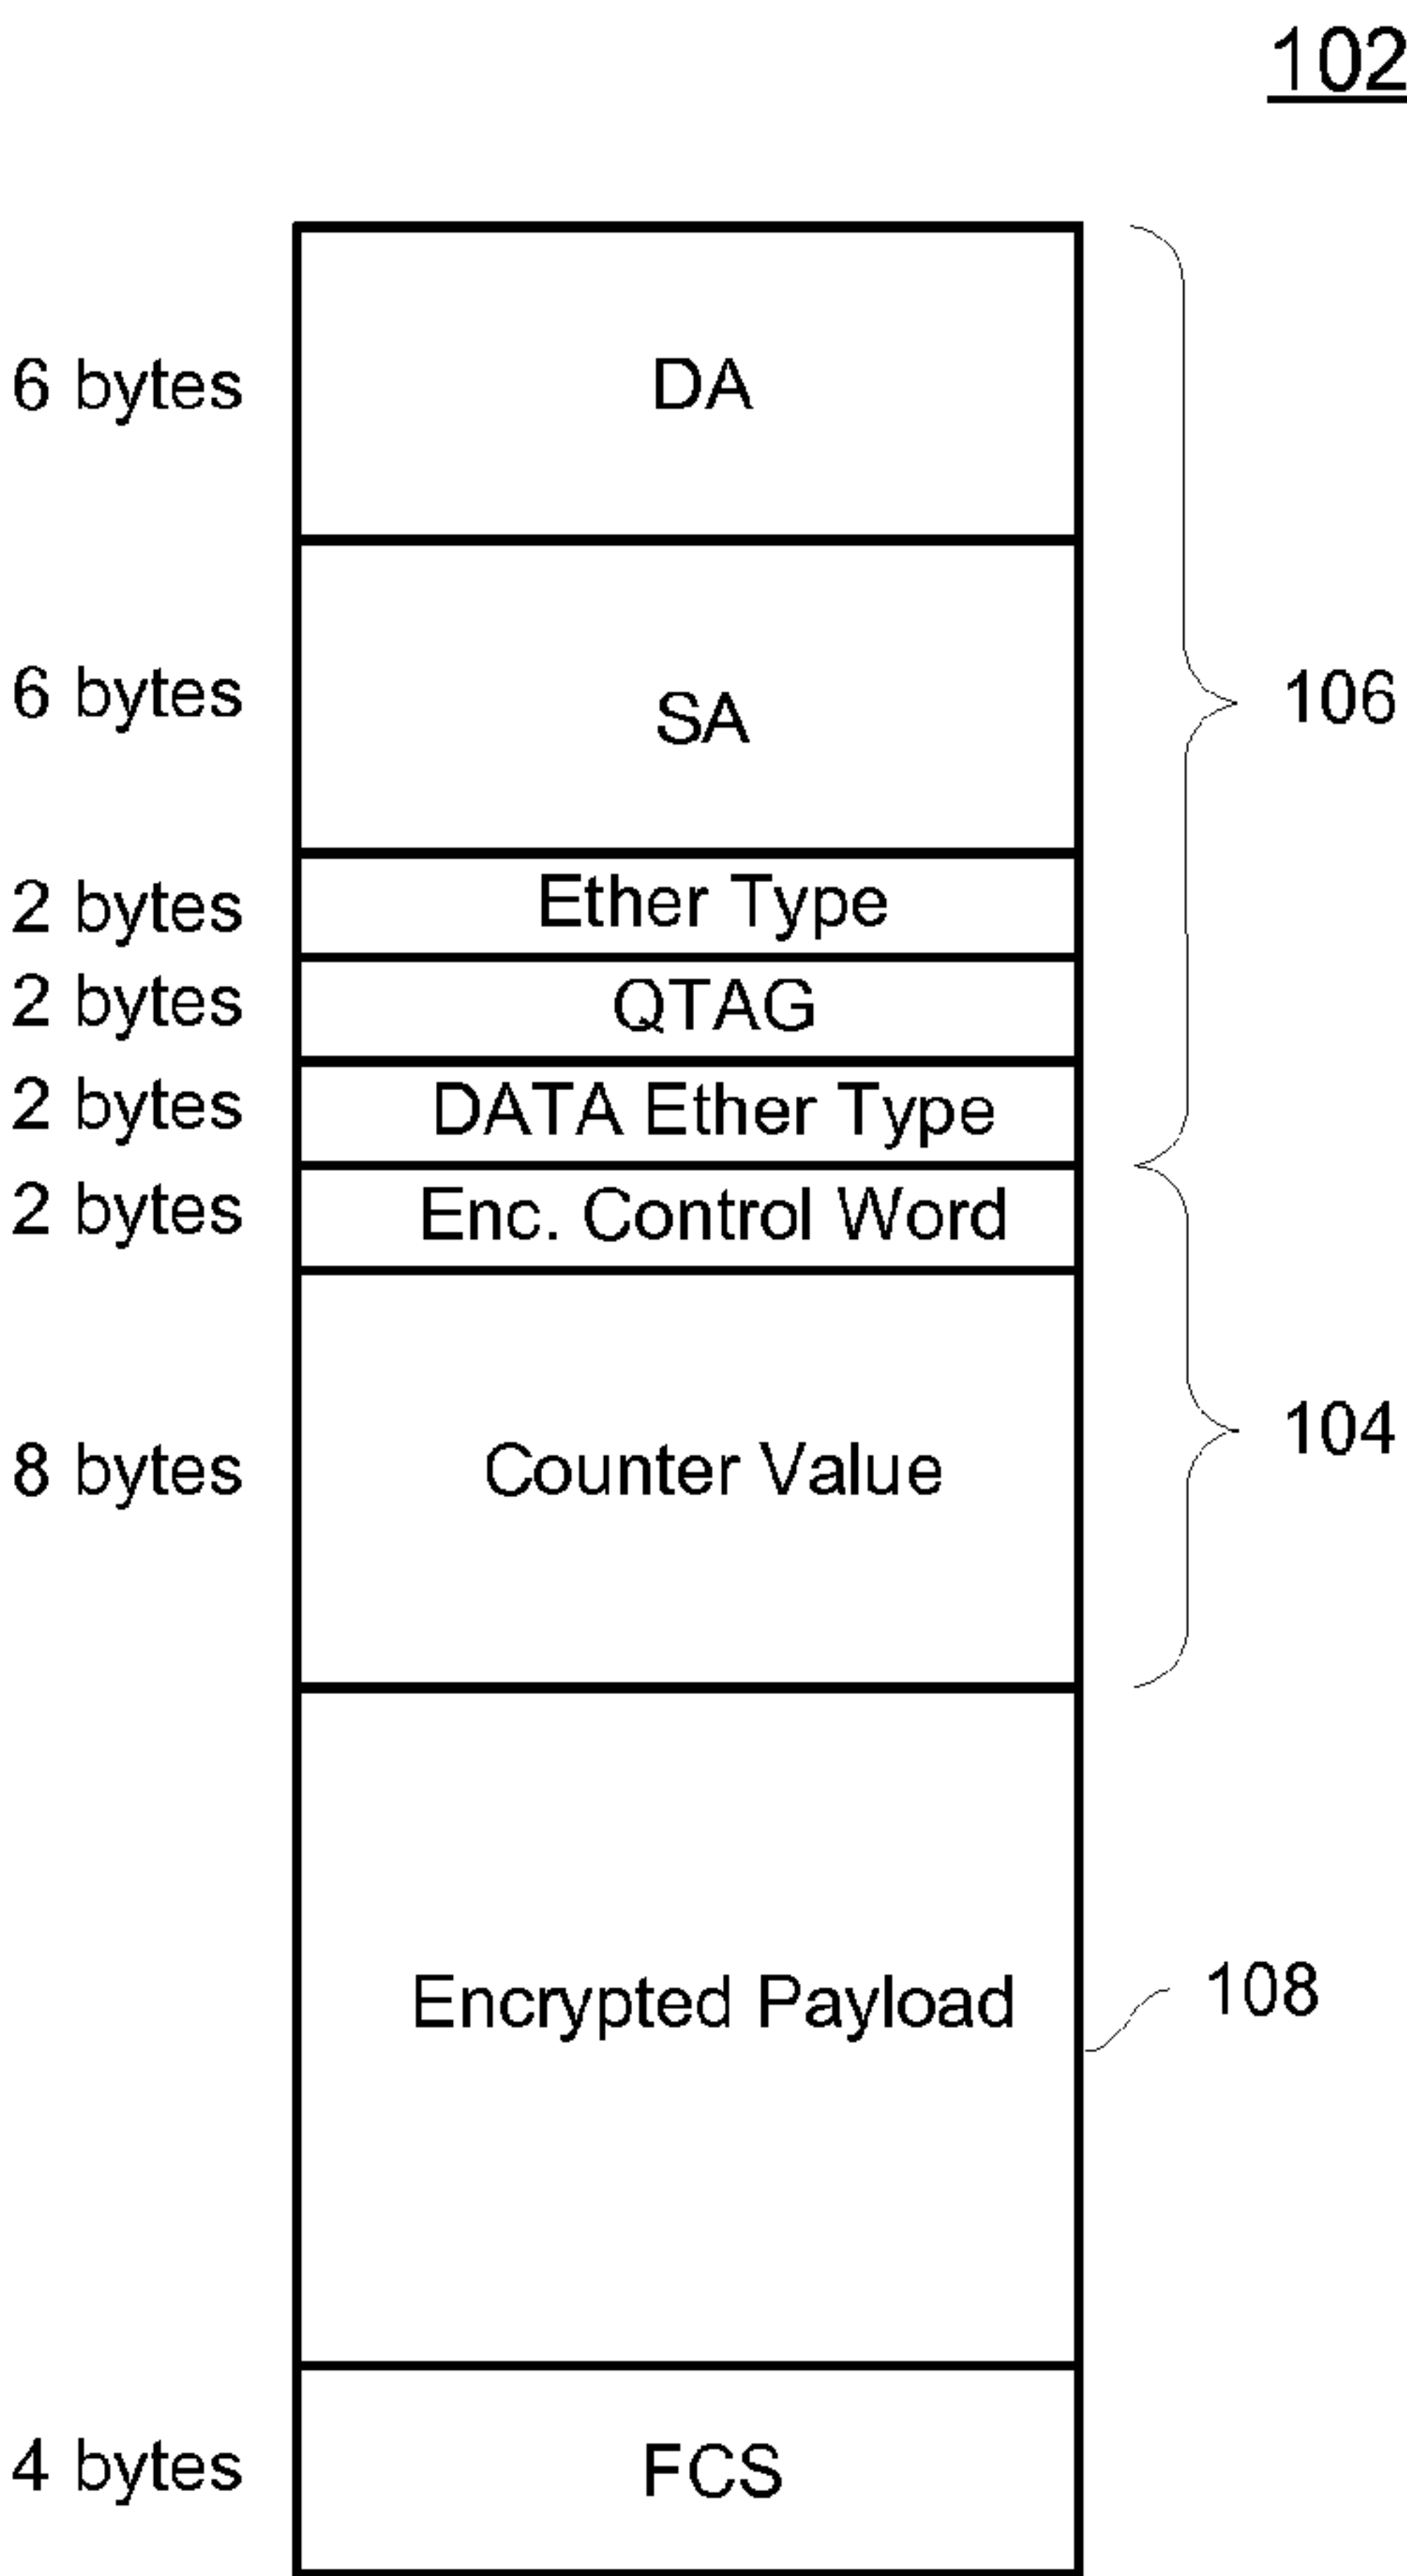 102
6 bytes
DA
6 bytes
SA
106
2 bytes
Ether Type
2 bytes
QTAG
2 bytes
DATA Ether Type
2 bytes
Enc. Control Word
8 bytes
Counter Value
104
Encrypted Payload
108
4 bytes
FCS